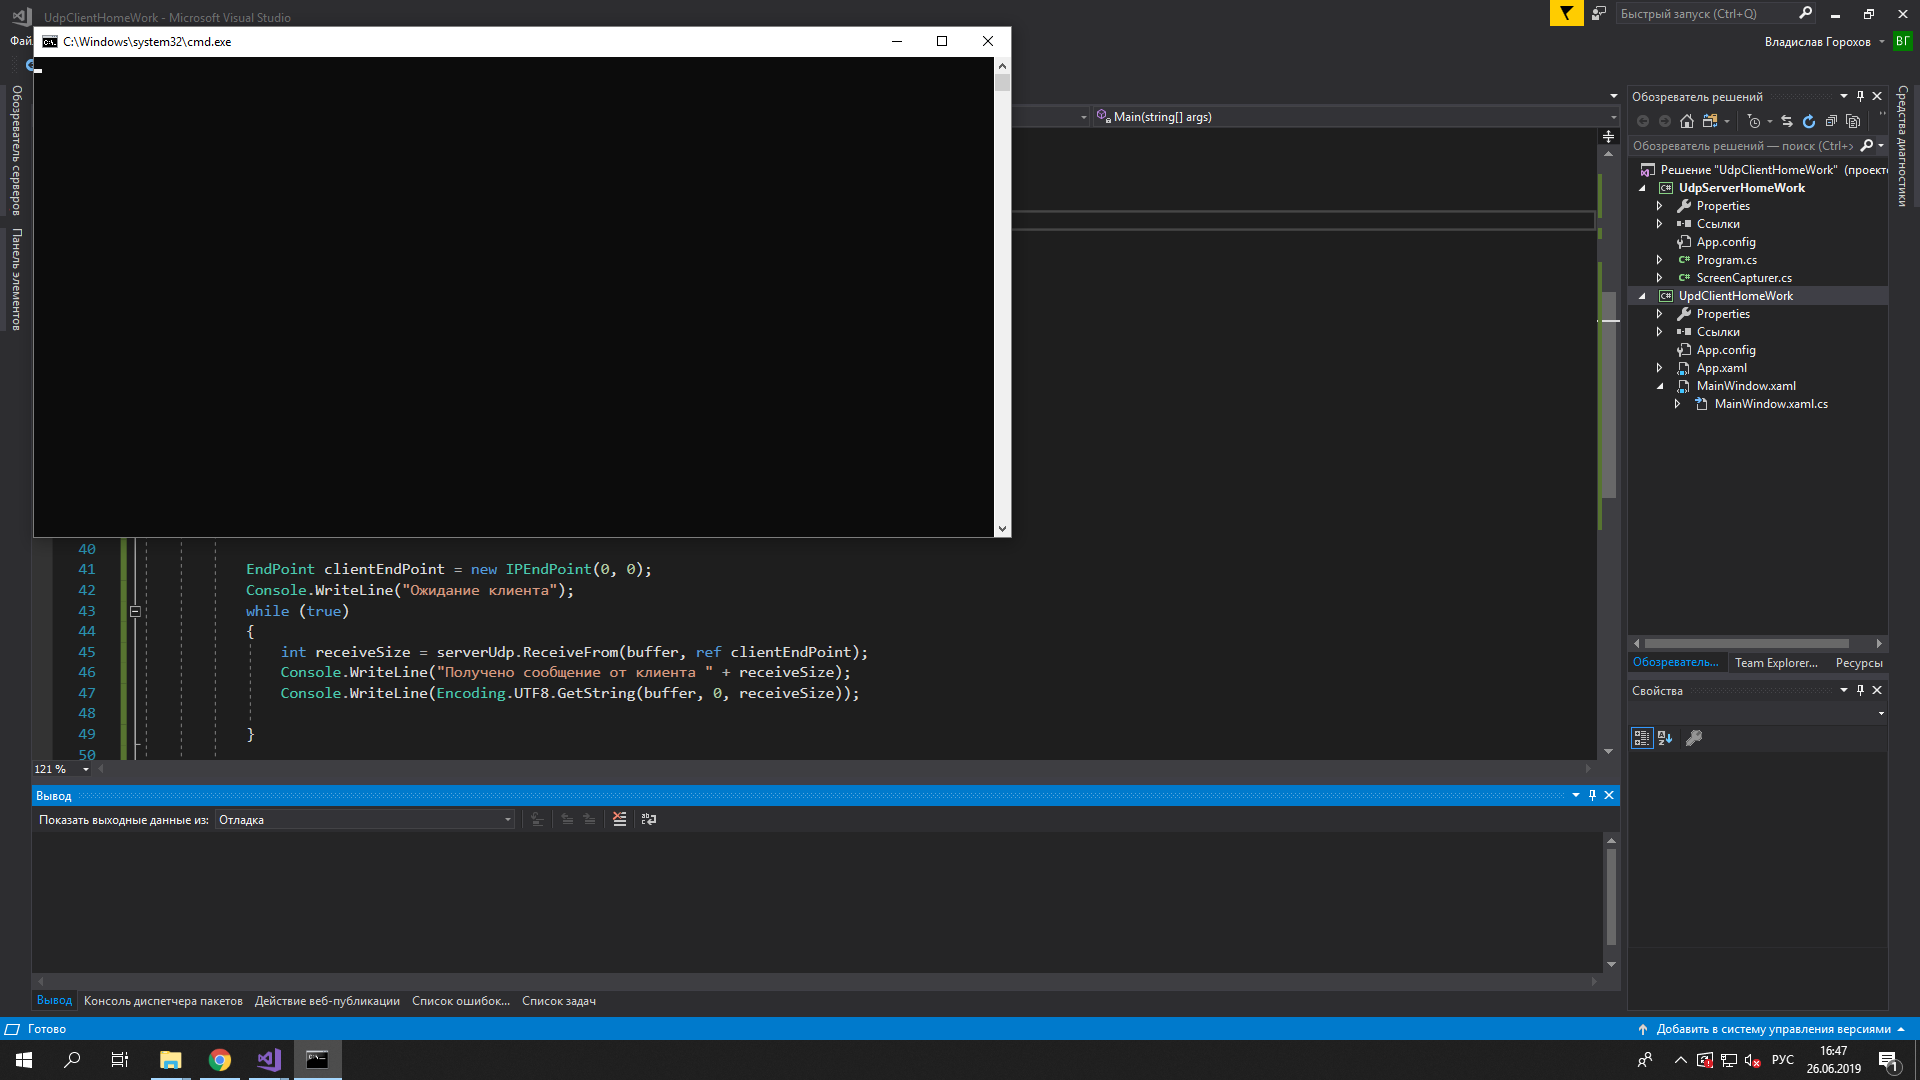 UdpClientHomeWork - Microsoft Visual Studio
Быстрый запуск (Ctrl+Q)
Фай
C:\Windows\system32\cmd.exe
Владислав Горохов
ВГ
Обозреватель серверов
Панель элементов
Main(string[] args)
Обозреватель решений
Обозреватель решений — поиск (Ctrl+
Решение "UdpClientHomeWork" (проект
UdpServerHomeWork
Properties
Ссылки
App.config
Program.cs
ScreenCapturer.cs
UpdClientHomeWork
Properties
Ссылки
App.config
App.xaml
MainWindow.xaml
MainWindow.xaml.cs
Средства диагностики
40
41 EndPoint clientEndPoint = new IPEndPoint(0, 0);
42 Console.WriteLine("Ожидание клиента");
43 while (true)
44 {
45 int receiveSize = serverUdp.ReceiveFrom(buffer, ref clientEndPoint);
46 Console.WriteLine("Получено сообщение от клиента " + receiveSize);
47 Console.WriteLine(Encoding.UTF8.GetString(buffer, 0, receiveSize));
48
49 }
50
121 %
Обозреватель... Team Explorer... Ресурсы
Свойства
Вывод
Показать выходные данные из: Отладка
Вывод Консоль диспетчера пакетов Действие веб-публикации Список ошибок... Список задач
Готово
Добавить в систему управления версиями
РУС
16:47
26.06.2019
1